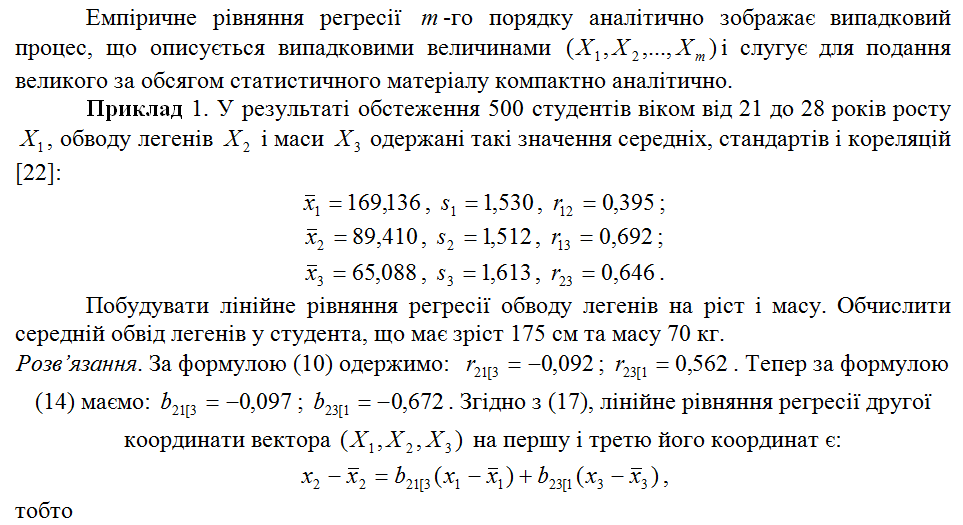 Емпіричне рівняння регресії m-го порядку аналітично зображає випадковий
процес, що описується випадковими величинами (X₁, X₂,..., Xₘ) і слугує для подання
великого за обсягом статистичного матеріалу компактно аналітично.
Приклад 1. У результаті обстеження 500 студентів віком від 21 до 28 років росту
X₁, обводу легенів X₂ і маси X₃ одержані такі значення середніх, стандартів і кореляцій
[22]:
x̄₁ = 169,136, s₁ = 1,530, r₁₂ = 0,395;
x̄₂ = 89,410, s₂ = 1,512, r₁₃ = 0,692;
x̄₃ = 65,088, s₃ = 1,613, r₂₃ = 0,646.
Побудувати лінійне рівняння регресії обводу легенів на ріст і масу. Обчислити
середній обвід легенів у студента, що має зріст 175 см та масу 70 кг.
Розв’язання. За формулою (10) одержимо: r₂₁[₃ = −0,092; r₂₃[₁ = 0,562. Тепер за формулою
(14) маємо: b₂₁[₃ = −0,097; b₂₃[₁ = −0,672. Згідно з (17), лінійне рівняння регресії другої
координати вектора (X₁, X₂, X₃) на першу і третю його координат є:
x₂ − x̄₂ = b₂₁[₃(x₁ − x̄₁) + b₂₃[₁(x₃ − x̄₃),
тобто